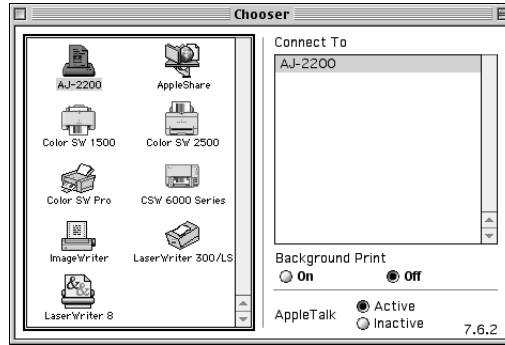 Chooser
AJ-2200
AppleShare
Color SW 1500
Color SW 2500
Color SW Pro
CSW 6000 Series
ImageWriter
LaserWriter 300/LS
LaserWriter 8
Connect To
AJ-2200
Background Print
On
Off
AppleTalk
Active
Inactive
7.6.2